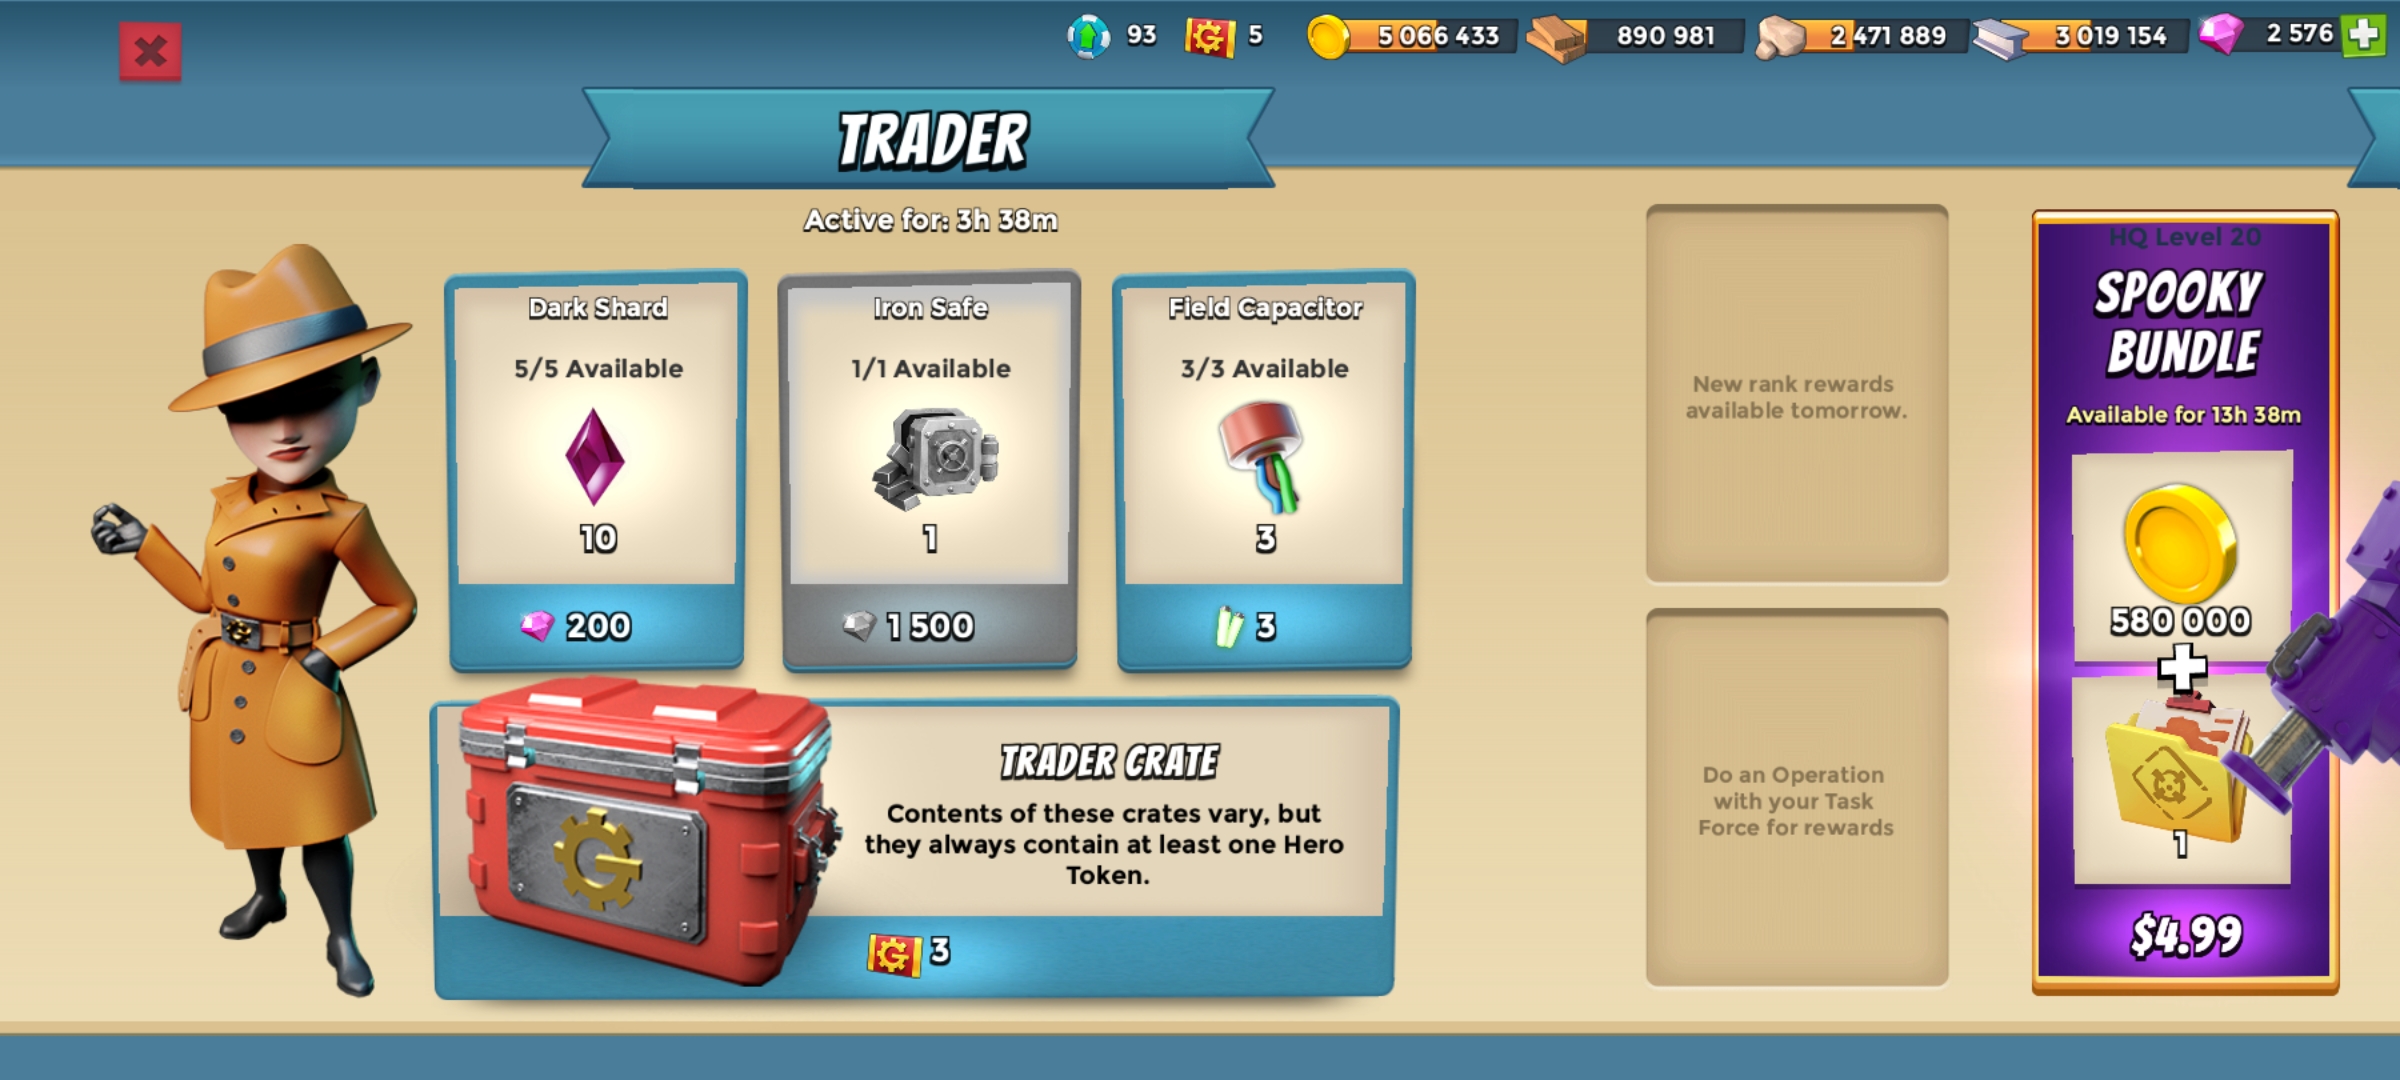 93
5
5 066 433
890 981
2 471 889
3 019 154
2 576
TRADER
Active for: 3h 38m
Dark Shard
5/5 Available
10
200
Iron Safe
1/1 Available
1
1 500
Field Capacitor
3/3 Available
3
3
TRADER CRATE
Contents of these crates vary, but
they always contain at least one Hero
Token.
3
New rank rewards
available tomorrow.
Do an Operation
with your Task
Force for rewards
HQ Level 20
SPOOKY
BUNDLE
Available for 13h 38m
580 000
1
$4.99